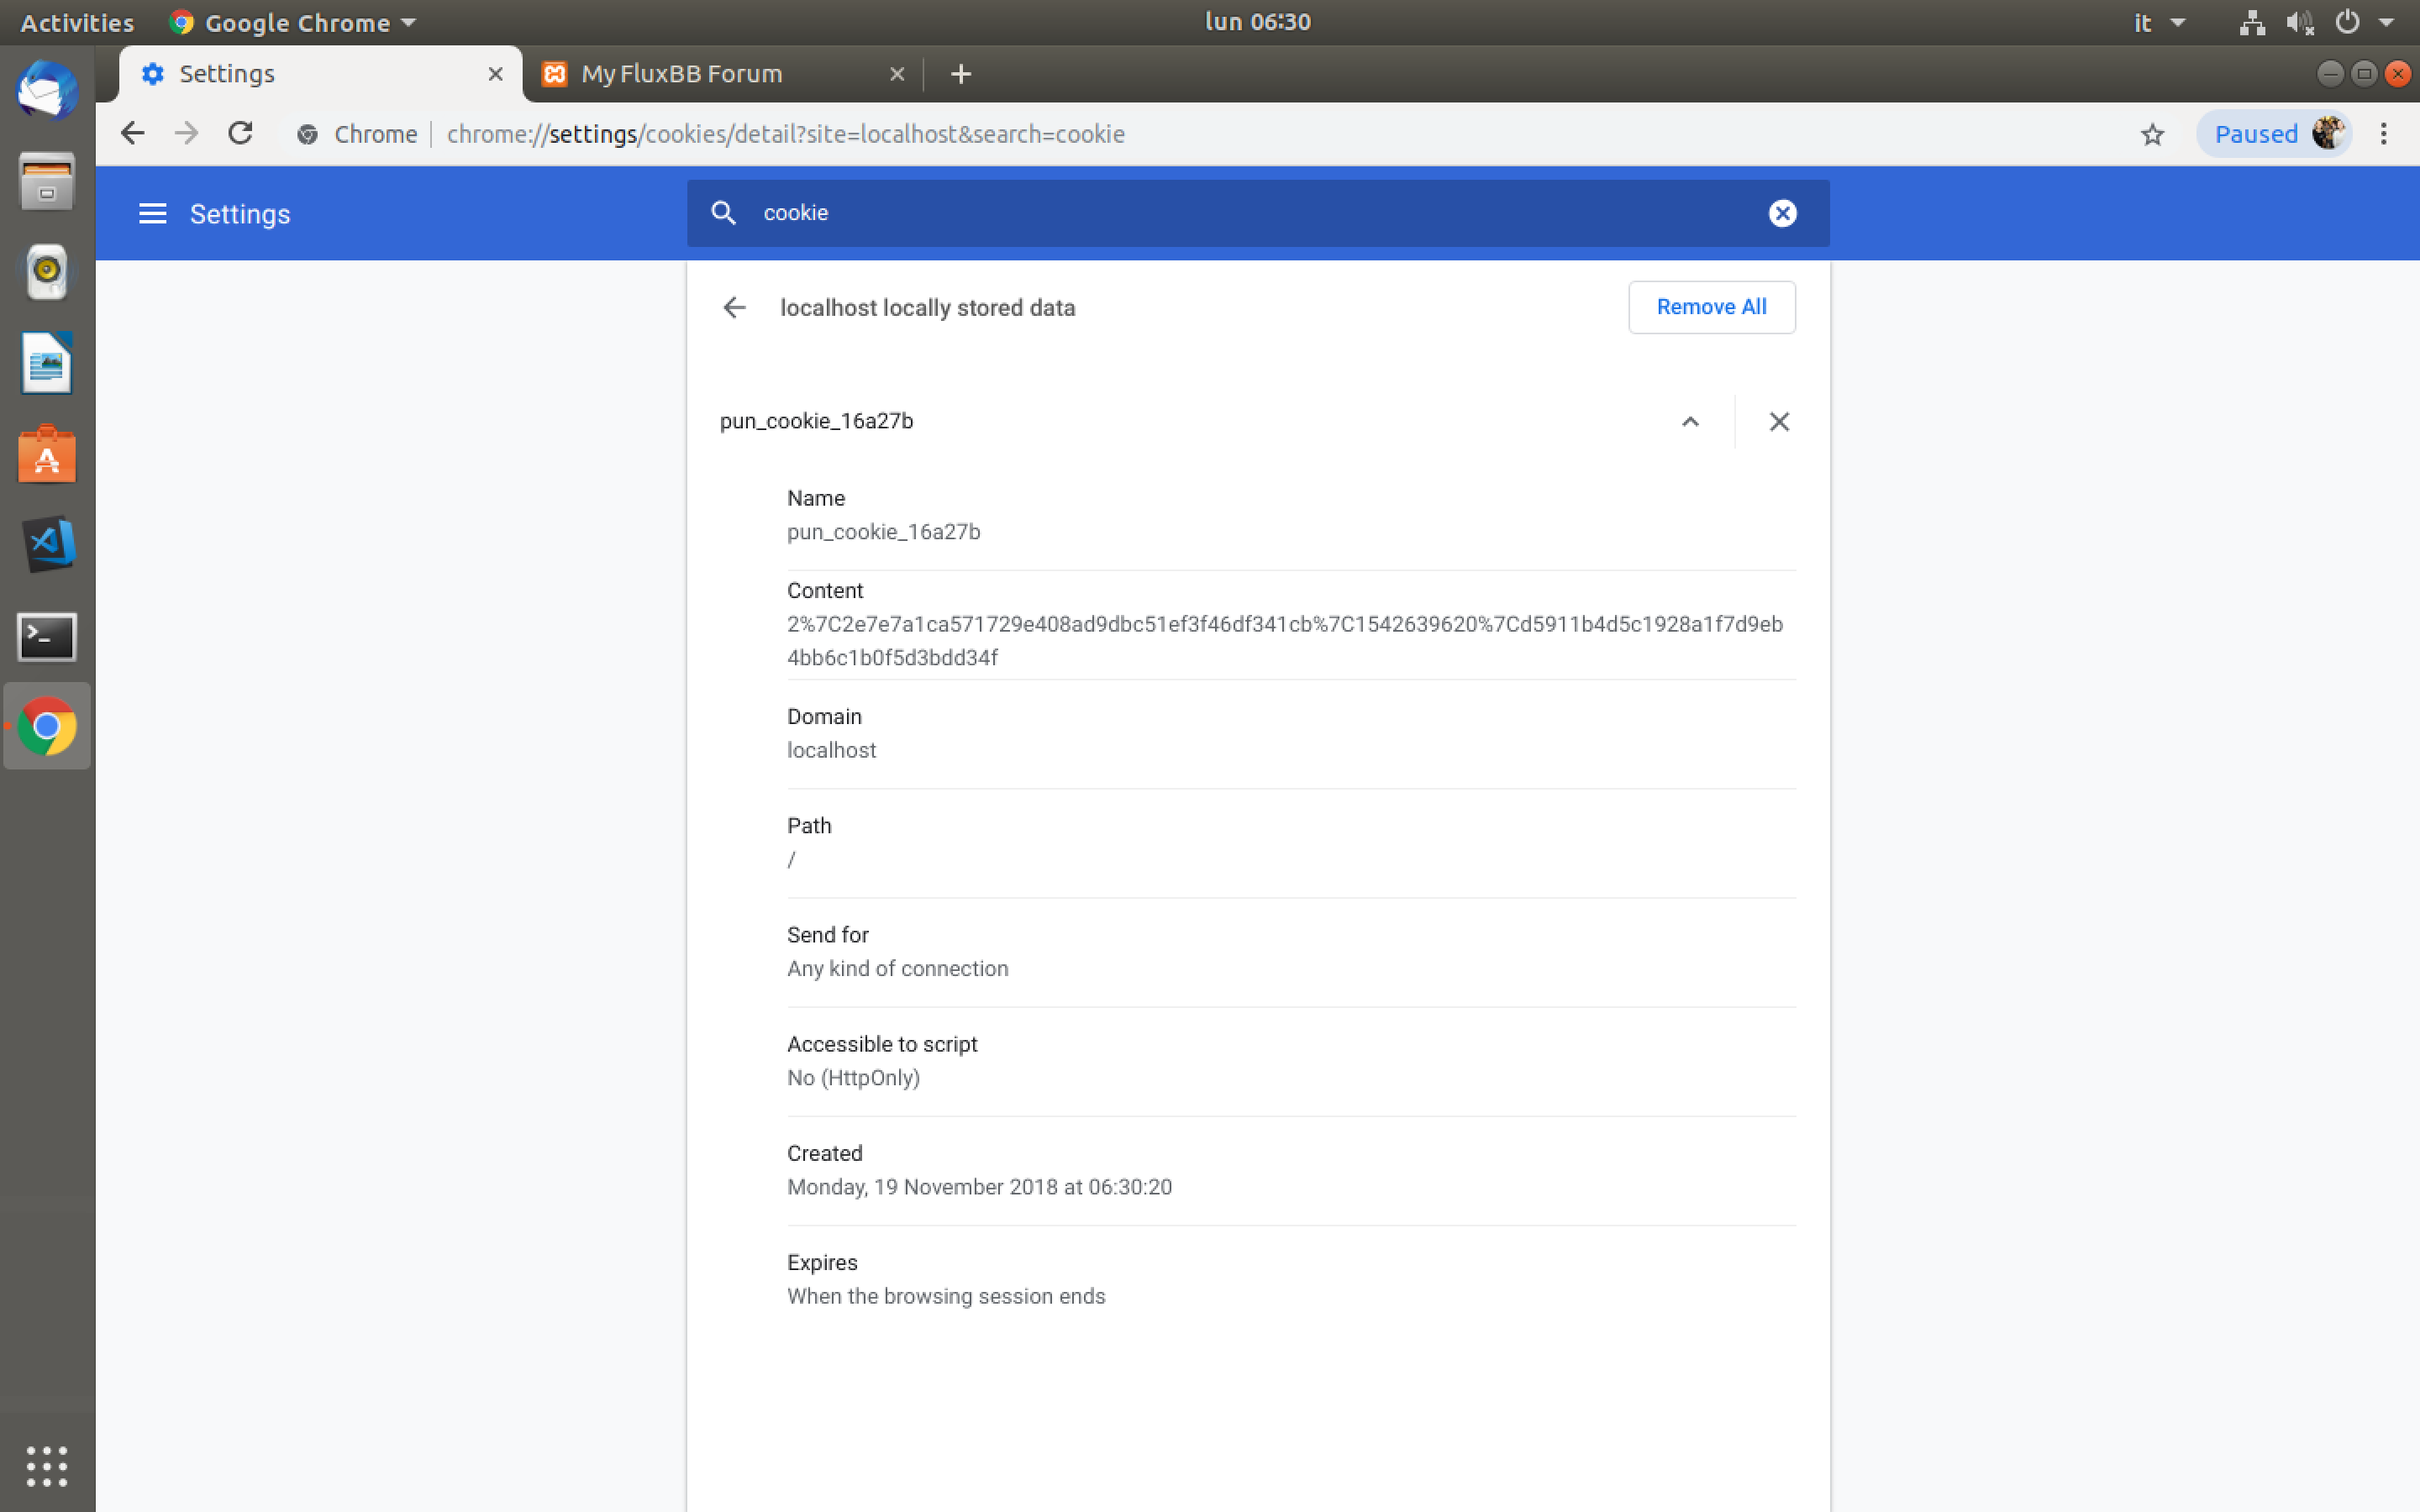 Activities Google Chrome lun 06:30 it
Settings My FluxBB Forum
Chrome chrome://settings/cookies/detail?site=localhost&search=cookie Paused
Settings cookie
localhost locally stored data Remove All
pun_cookie_16a27b
Name
pun_cookie_16a27b
Content
2%7C2e7e7a1ca571729e408ad9dbc51ef3f46df341cb%7C1542639620%7Cd5911b4d5c1928a1f7d9eb
4bb6c1b0f5d3bdd34f
Domain
localhost
Path
/
Send for
Any kind of connection
Accessible to script
No (HttpOnly)
Created
Monday, 19 November 2018 at 06:30:20
Expires
When the browsing session ends